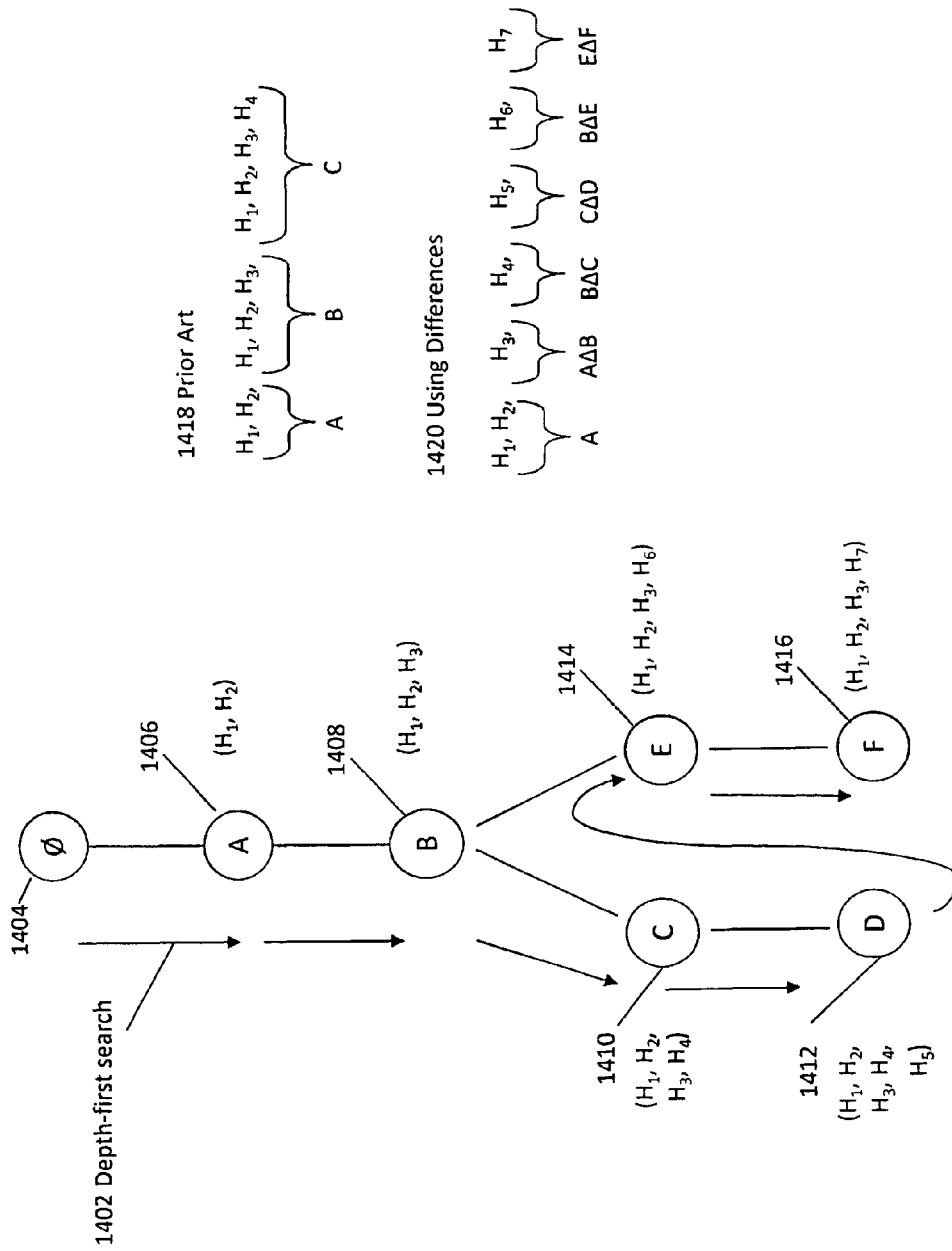 1402 Depth-first search
1404
Ø
1406
A
(H₁, H₂)
1408
B
(H₁, H₂, H₃)
1410
(H₁, H₂,
H₃, H₄)
C
1414
E
(H₁, H₂, H₃, H₆)
1412
(H₁, H₂,
H₃, H₄,
H₅)
D
1416
F
(H₁, H₂, H₃, H₇)
1418 Prior Art
H₁, H₂, H₁, H₂, H₃, H₁, H₂, H₃, H₄
A B C
1420 Using Differences
H₁, H₂, H₃, H₄, H₅, H₆, H₇
A AΔB BΔC CΔD BΔE EΔF